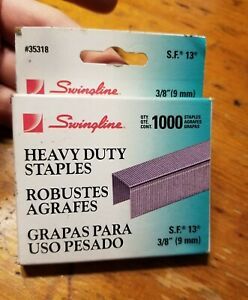 #35318
S.F.® 13®
Swingline®
3/8" (9 mm)
Swingline®
QTY. QTÉ. CONT. 1000 STAPLES AGRAFES GRAPAS
HEAVY DUTY
STAPLES
ROBUSTES
AGRAFES
GRAPAS PARA
USO PESADO
S.F.® 13®
3/8" (9 mm)